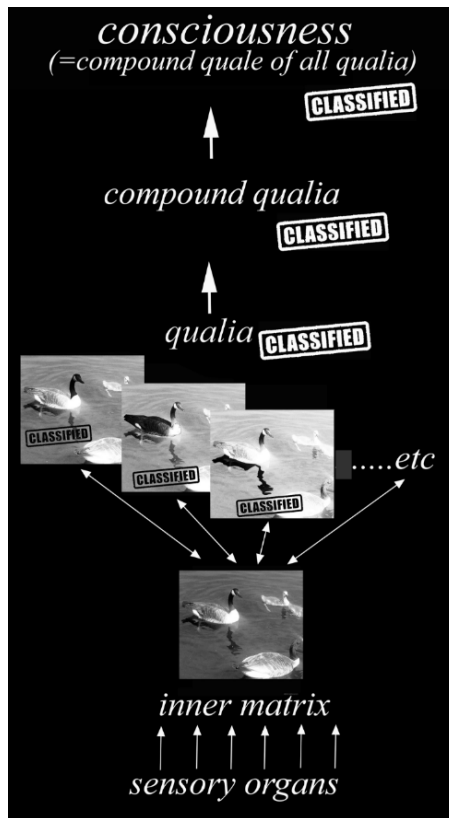 consciousness
(=compound quale of all qualia)
CLASSIFIED
compound qualia
CLASSIFIED
qualia
CLASSIFIED
CLASSIFIED
CLASSIFIED
CLASSIFIED
.....etc
inner matrix
sensory organs